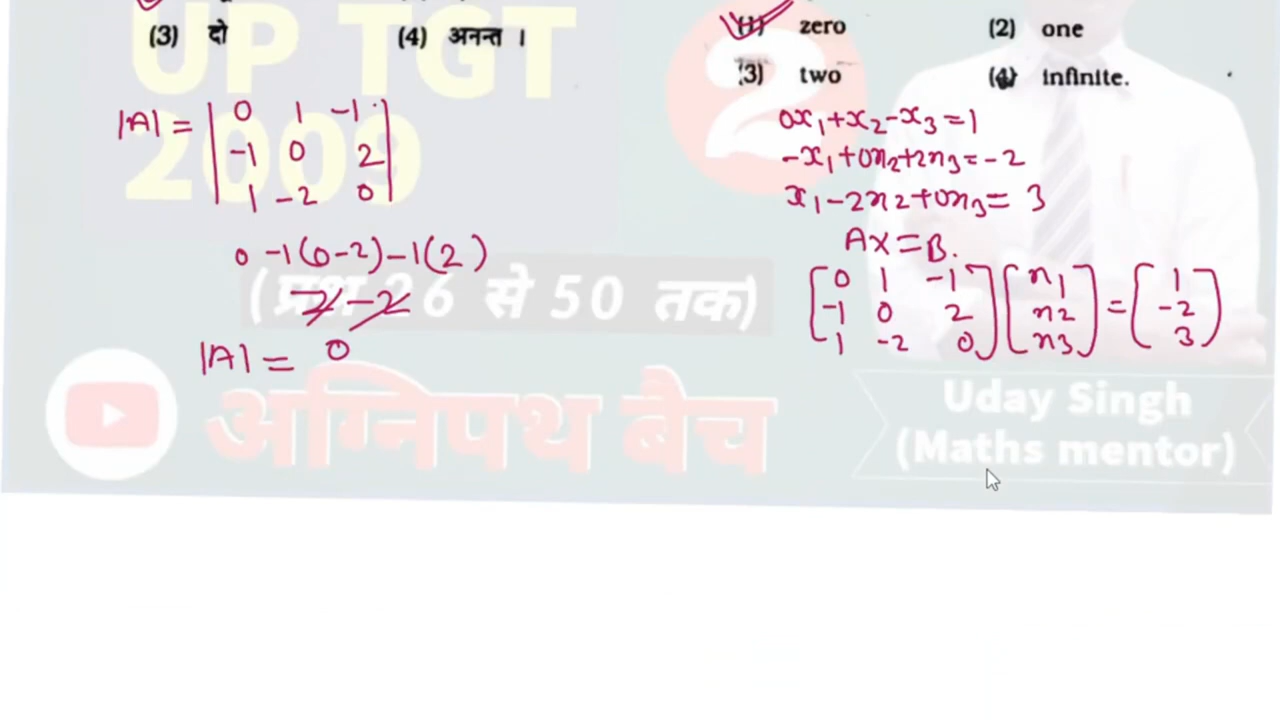 (3) दो (4) अनन्त ।
(1) zero (2) one
(3) two (4) infinite.
UP TGT
2009
2
(प्रश्न 26 से 50 तक)
अग्निपथ बैच
Uday Singh
(Maths mentor)
|A| = | 0 1 -1 |
| -1 0 2 |
| 1 -2 0 |
0 -1(0-2)-1(2)
2 -2
|A| = 0
0x₁+x₂-x₃=1
-x₁+0x₂+2x₃=-2
x₁-2x₂+0x₃= 3
AX=B.
[ 0 1 -1 ] [ x₁ ] = [ 1 ]
[ -1 0 2 ] [ x₂ ] [ -2 ]
[ 1 -2 0 ] [ x₃ ] [ 3 ]